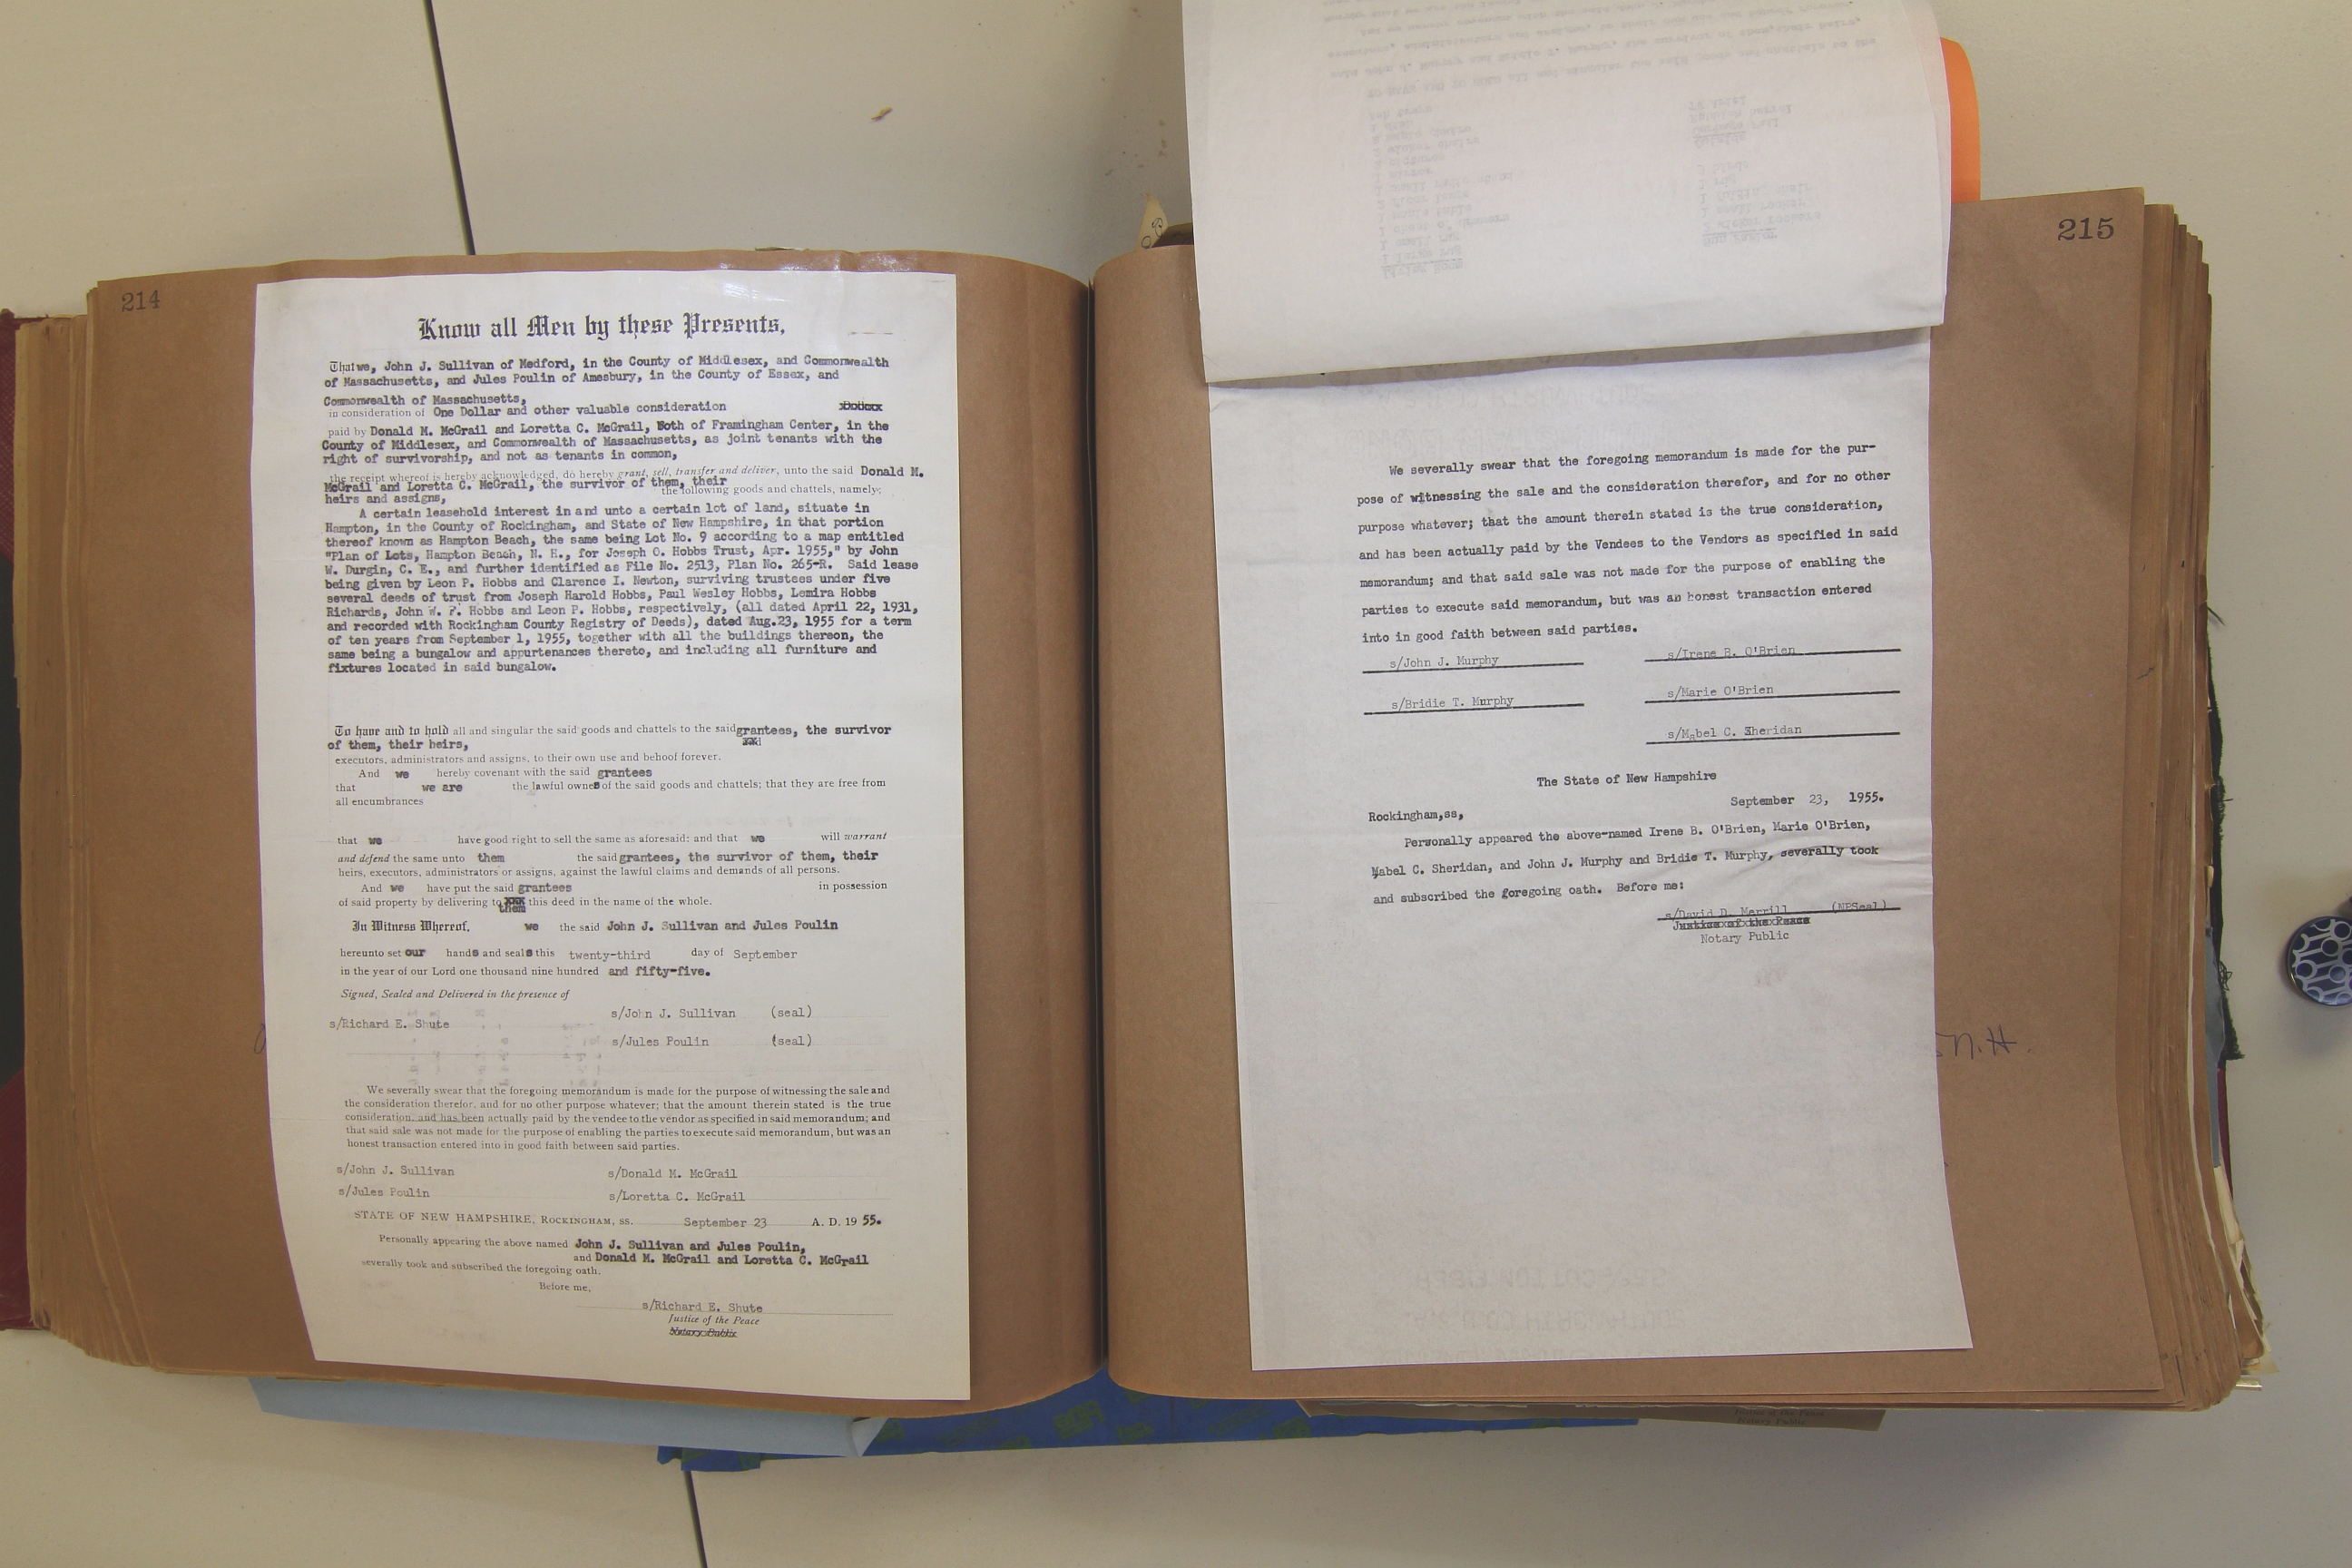 214
Know all Men by these Presents,
That we, John J. Sullivan of Medford, in the County of Middlesex, and Commonwealth
of Massachusetts, and Jules Poulin of Amesbury, in the County of Essex, and
Commonwealth of Massachusetts,
in consideration of One Dollar and other valuable consideration
paid by Donald M. McGrail and Loretta C. McGrail, Both of Framingham Center, in the
County of Middlesex, and Commonwealth of Massachusetts, as joint tenants with the
right of survivorship, and not as tenants in common,
the receipt whereof is hereby acknowledged, do hereby grant, sell, transfer and deliver, unto the said Donald M.
McGrail and Loretta C. McGrail, the survivor of them, their
heirs and assigns, the following goods and chattels, namely:
A certain leasehold interest in and unto a certain lot of land, situate in
Hampton, in the County of Rockingham, and State of New Hampshire, in that portion
thereof known as Hampton Beach, the same being Lot No. 9 according to a map entitled
"Plan of Lots, Hampton Beach, N. H., for Joseph O. Hobbs Trust, Apr. 1955," by John
W. Durgin, C. E., and further identified as File No. 2513, Plan No. 265-R. Said lease
being given by Leon P. Hobbs and Clarence I. Newton, surviving trustees under five
several deeds of trust from Joseph Harold Hobbs, Paul Wesley Hobbs, Lemira Hobbs
Richards, John W. P. Hobbs and Leon P. Hobbs, respectively, (all dated April 22, 1931,
and recorded with Rockingham County Registry of Deeds), dated Aug.23, 1955 for a term
of ten years from September 1, 1955, together with all the buildings thereon, the
same being a bungalow and appurtenances thereto, and including all furniture and
fixtures located in said bungalow.
To have and to hold all and singular the said goods and chattels to the said grantees, the survivor
of them, their heirs,
executors, administrators and assigns, to their own use and behoof forever.
And we hereby covenant with the said grantees
that we are the lawful owners of the said goods and chattels; that they are free from
all encumbrances
that we have good right to sell the same as aforesaid: and that we will warrant
and defend the same unto them the said grantees, the survivor of them, their
heirs, executors, administrators or assigns, against the lawful claims and demands of all persons.
And we have put the said grantees in possession
of said property by delivering to them this deed in the name of the whole.
In Witness Whereof, we the said John J. Sullivan and Jules Poulin
hereunto set our hands and seals this twenty-third day of September
in the year of our Lord one thousand nine hundred and fifty-five.
Signed, Sealed and Delivered in the presence of
s/John J. Sullivan (seal)
s/Richard E. Shute
s/Jules Poulin (seal)
We severally swear that the foregoing memorandum is made for the purpose of witnessing the sale and
the consideration therefor, and for no other purpose whatever; that the amount therein stated is the true
consideration, and has been actually paid by the vendee to the vendor as specified in said memorandum; and
that said sale was not made for the purpose of enabling the parties to execute said memorandum, but was an
honest transaction entered into in good faith between said parties.
s/John J. Sullivan s/Donald M. McGrail
s/Jules Poulin s/Loretta C. McGrail
STATE OF NEW HAMPSHIRE, ROCKINGHAM, SS. September 23 A. D. 19 55.
Personally appearing the above named John J. Sullivan and Jules Poulin,
and Donald M. McGrail and Loretta C. McGrail
severally took and subscribed the foregoing oath.
Before me,
s/Richard E. Shute
Justice of the Peace
Notary Public
215
We severally swear that the foregoing memorandum is made for the pur-
pose of witnessing the sale and the consideration therefor, and for no other
purpose whatever; that the amount therein stated is the true consideration,
and has been actually paid by the Vendees to the Vendors as specified in said
memorandum; and that said sale was not made for the purpose of enabling the
parties to execute said memorandum, but was an honest transaction entered
into in good faith between said parties.
s/John J. Murphy s/Irene B. O'Brien
s/Bridie T. Murphy s/Marie O'Brien
s/Mabel C. Sheridan
The State of New Hampshire
Rockingham,ss, September 23, 1955.
Personally appeared the above-named Irene B. O'Brien, Marie O'Brien,
Mabel C. Sheridan, and John J. Murphy and Bridie T. Murphy, severally took
and subscribed the foregoing oath. Before me:
s/David D. Merrill (NPSeal)
Justice of the Peace
Notary Public
N.H.